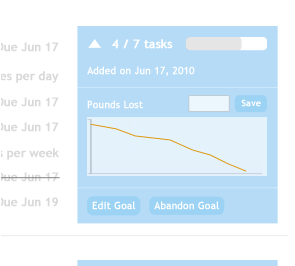 Due Jun 17
es per day
Due Jun 17
Due Jun 17
per week
Due Jun 17
Due Jun 19
4 / 7 tasks
Added on Jun 17, 2010
Pounds Lost
Save
Edit Goal
Abandon Goal